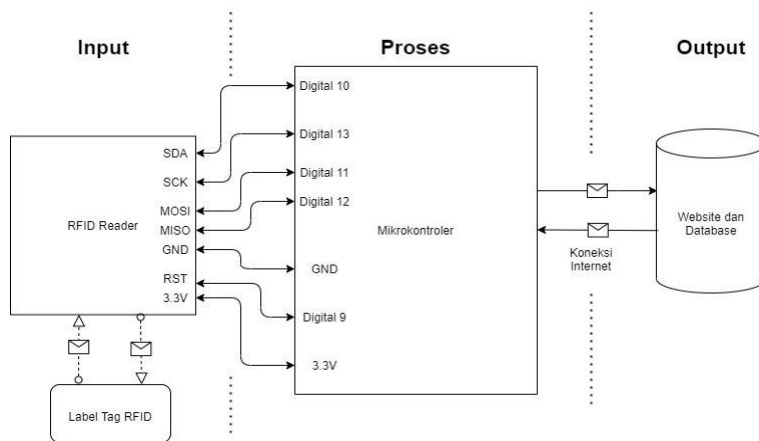 Input
Proses
Output
SDA
SCK
MOSI
MISO
GND
RST
3.3V
RFID Reader
Label Tag RFID
Digital 10
Digital 13
Digital 11
Digital 12
GND
Digital 9
3.3V
Mikrokontroler
Koneksi
Internet
Website dan
Database